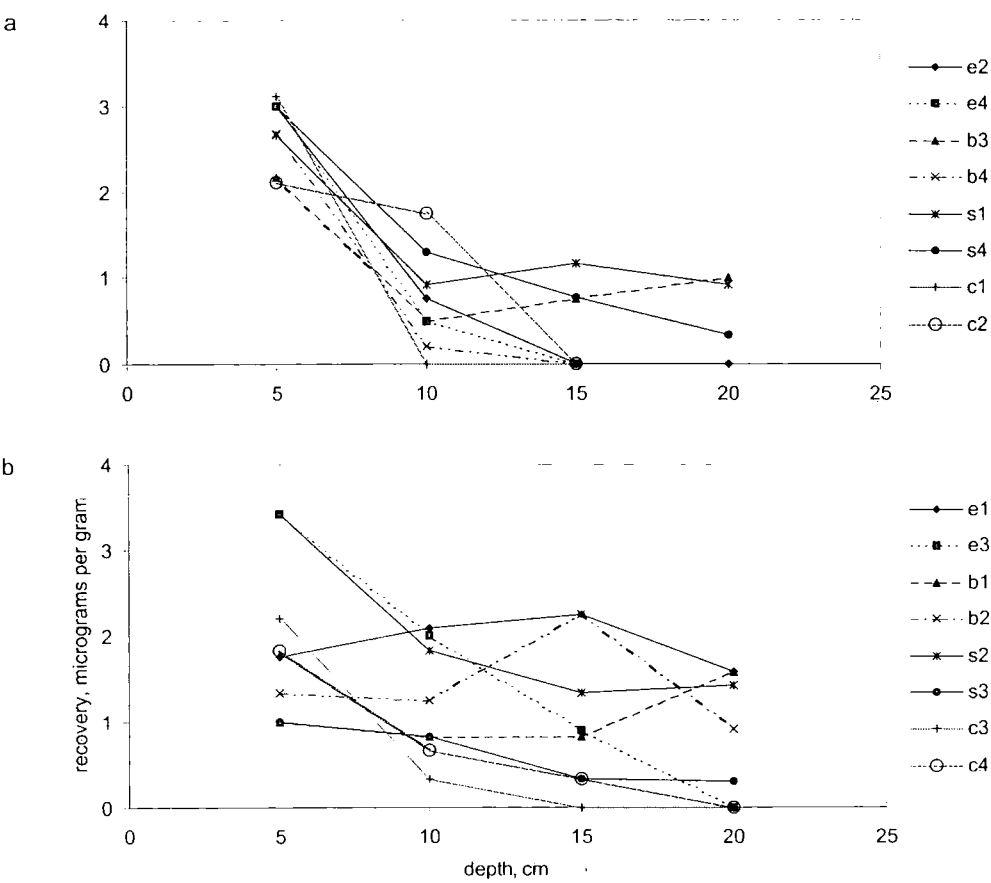 a
4
3
2
1
0
0 5 10 15 20 25
e2
e4
b3
b4
s1
s4
c1
c2
b
recovery, micrograms per gram
4
3
2
1
0
0 5 10 15 20 25
depth, cm
e1
e3
b1
b2
s2
s3
c3
c4